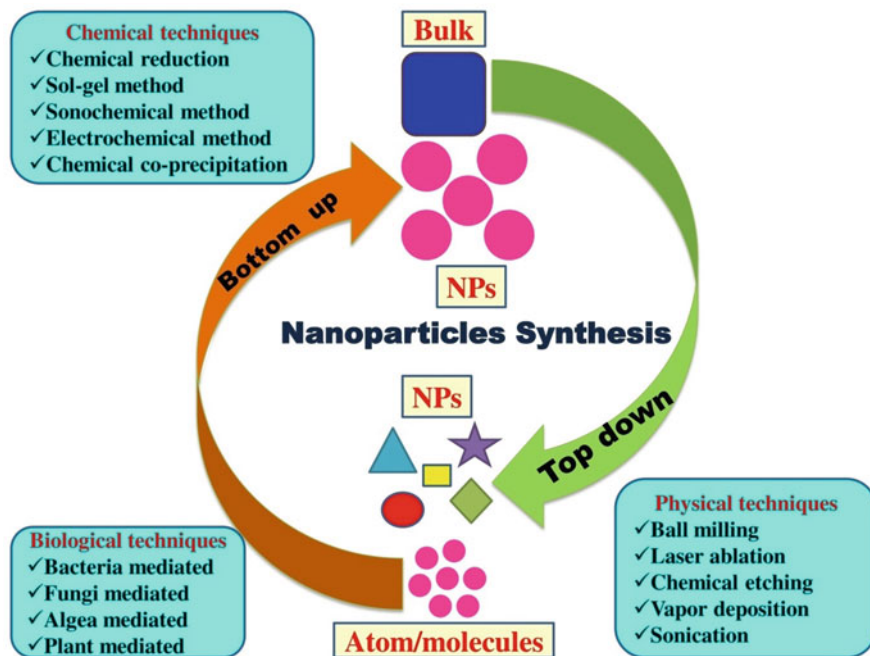 Chemical techniques
✓Chemical reduction
✓Sol-gel method
✓Sonochemical method
✓Electrochemical method
✓Chemical co-precipitation
Bulk
Bottom up
NPs
Nanoparticles Synthesis
NPs
Top down
Biological techniques
✓Bacteria mediated
✓Fungi mediated
✓Algea mediated
✓Plant mediated
Atom/molecules
Physical techniques
✓Ball milling
✓Laser ablation
✓Chemical etching
✓Vapor deposition
✓Sonication